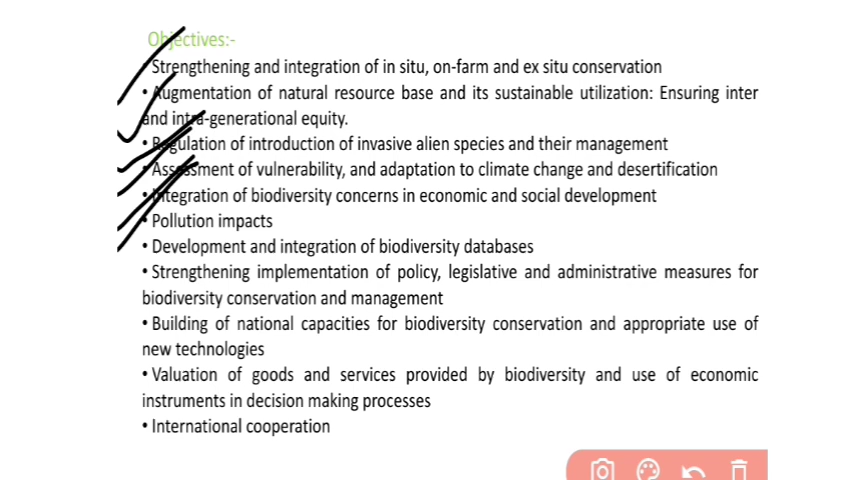 Objectives:-
• Strengthening and integration of in situ, on-farm and ex situ conservation
• Augmentation of natural resource base and its sustainable utilization: Ensuring inter
and intra-generational equity.
• Regulation of introduction of invasive alien species and their management
• Assessment of vulnerability, and adaptation to climate change and desertification
• Integration of biodiversity concerns in economic and social development
• Pollution impacts
• Development and integration of biodiversity databases
• Strengthening implementation of policy, legislative and administrative measures for
biodiversity conservation and management
• Building of national capacities for biodiversity conservation and appropriate use of
new technologies
• Valuation of goods and services provided by biodiversity and use of economic
instruments in decision making processes
• International cooperation